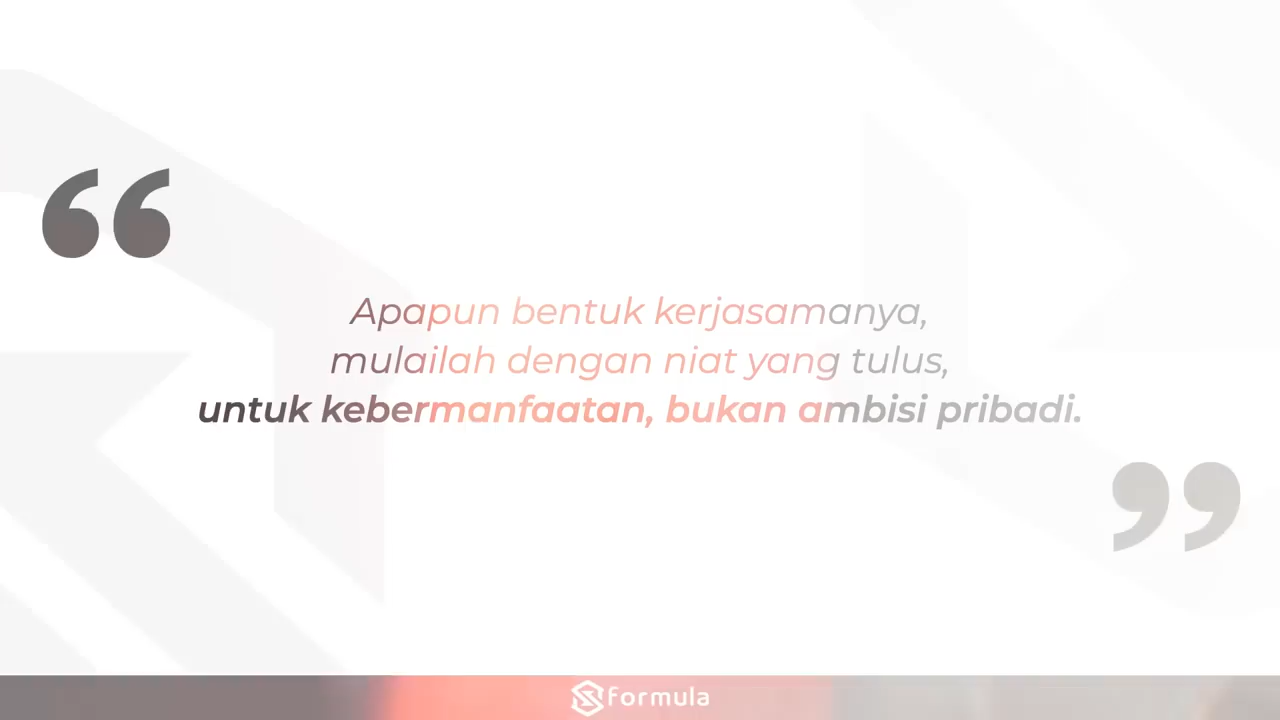 “
Apapun bentuk kerjasamanya,
mulailah dengan niat yang tulus,
untuk kebermanfaatan, bukan ambisi pribadi.
”
formula